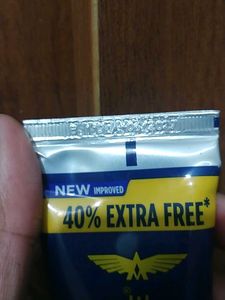 NEW IMPROVED
40% EXTRA FREE*
®